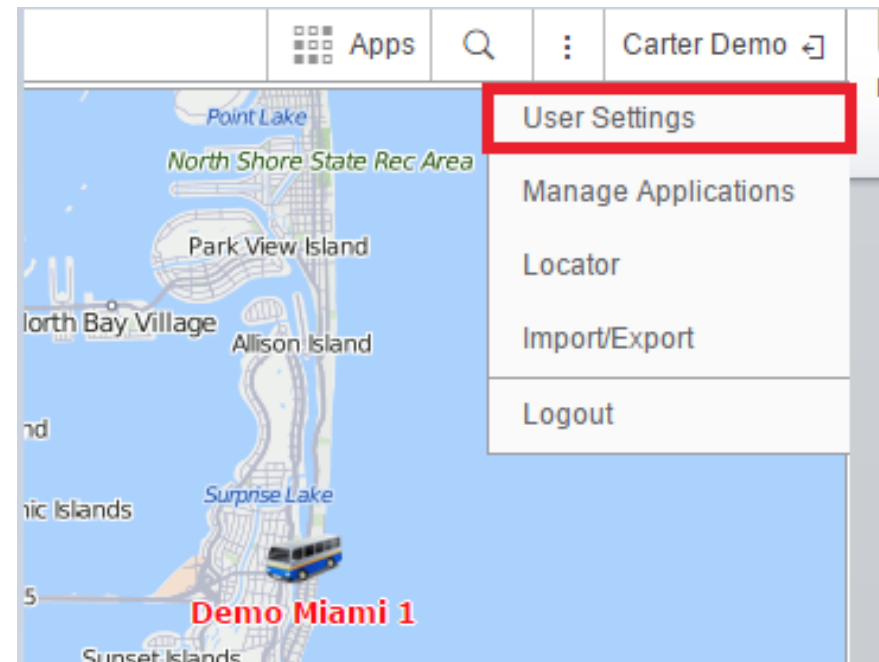 Apps
Carter Demo
User Settings
Manage Applications
Locator
Import/Export
Logout
Point Lake
North Shore State Rec Area
Park View Island
orth Bay Village
Allison Island
nd
nic Islands
Surprise Lake
5
Demo Miami 1
Sunset Islands